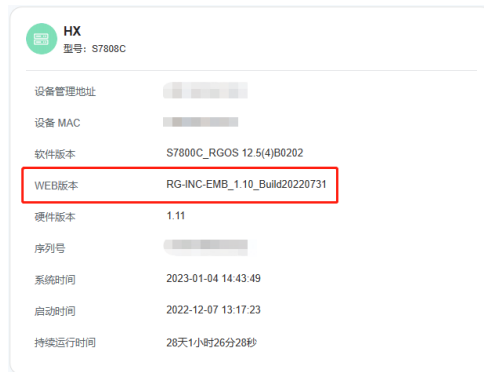 HX
型号：S7808C
设备管理地址
设备 MAC
软件版本 S7800C_RGOS 12.5(4)B0202
WEB版本 RG-INC-EMB_1.10_Build20220731
硬件版本 1.11
序列号
系统时间 2023-01-04 14:43:49
启动时间 2022-12-07 13:17:23
持续运行时间 28天1小时26分28秒